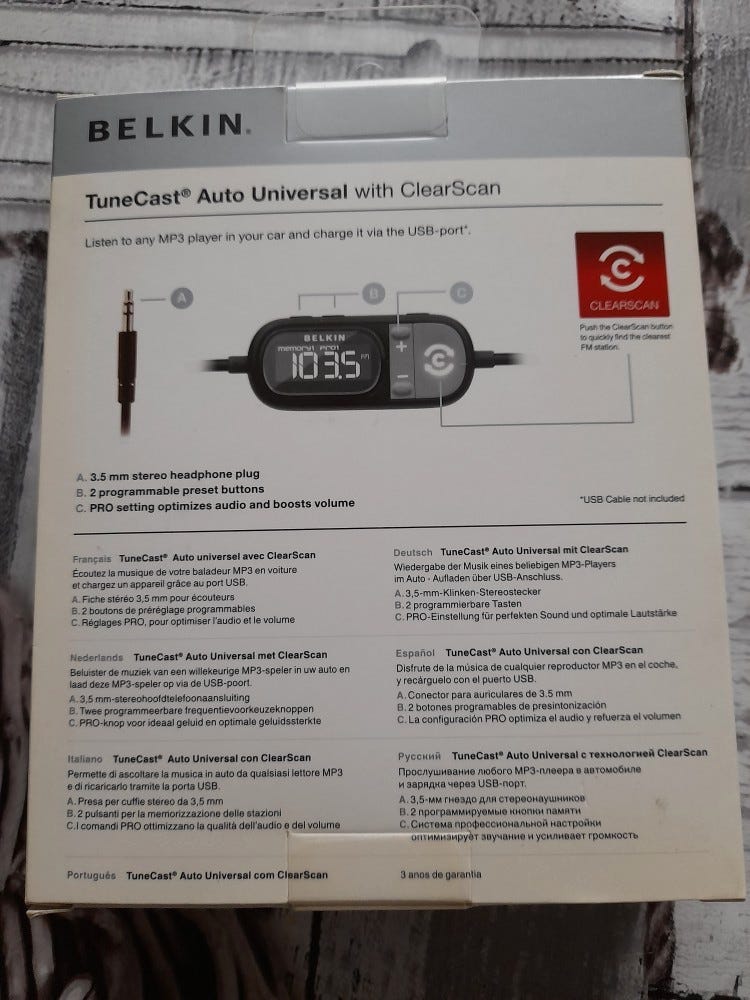 BELKIN.
TuneCast® Auto Universal with ClearScan
Listen to any MP3 player in your car and charge it via the USB-port*.
A
B
C
BELKIN
memory1 PRO1
103.5 FM
+
−
C
C
CLEARSCAN
Push the ClearScan button
to quickly find the clearest
FM station.
A. 3.5 mm stereo headphone plug
B. 2 programmable preset buttons
C. PRO setting optimizes audio and boosts volume
*USB Cable not included
Français TuneCast® Auto universel avec ClearScan
Écoutez la musique de votre baladeur MP3 en voiture
et chargez un appareil grâce au port USB.
A. Fiche stéréo 3,5 mm pour écouteurs
B. 2 boutons de préréglage programmables
C. Réglages PRO, pour optimiser l'audio et le volume
Deutsch TuneCast® Auto Universal mit ClearScan
Wiedergabe der Musik eines beliebigen MP3-Players
im Auto - Aufladen über USB-Anschluss.
A. 3,5-mm-Klinken-Stereostecker
B. 2 programmierbare Tasten
C. PRO-Einstellung für perfekten Sound und optimale Lautstärke
Nederlands TuneCast® Auto Universal met ClearScan
Beluister de muziek van een willekeurige MP3-speler in uw auto en
laad deze MP3-speler op via de USB-poort.
A. 3,5 mm-stereohoofdtelefoonaansluiting
B. Twee programmeerbare frequentievoorkeuzeknoppen
C. PRO-knop voor ideaal geluid en optimale geluidssterkte
Español TuneCast® Auto Universal con ClearScan
Disfrute de la música de cualquier reproductor MP3 en el coche,
y recárguelo con el puerto USB.
A. Conector para auriculares de 3.5 mm
B. 2 botones programables de presintonización
C. La configuración PRO optimiza el audio y refuerza el volumen
Italiano TuneCast® Auto Universal con ClearScan
Permette di ascoltare la musica in auto da qualsiasi lettore MP3
e di ricaricarlo tramite la porta USB.
A. Presa per cuffie stereo da 3,5 mm
B. 2 pulsanti per la memorizzazione delle stazioni
C. I comandi PRO ottimizzano la qualità dell'audio e del volume
Русский TuneCast® Auto Universal с технологией ClearScan
Прослушивание любого MP3-плеера в автомобиле
и зарядка через USB-порт.
A. 3,5-мм гнездо для стереонаушников
B. 2 программируемые кнопки памяти
C. Система профессиональной настройки
оптимизирует звучание и усиливает громкость
Português TuneCast® Auto Universal com ClearScan
3 anos de garantia